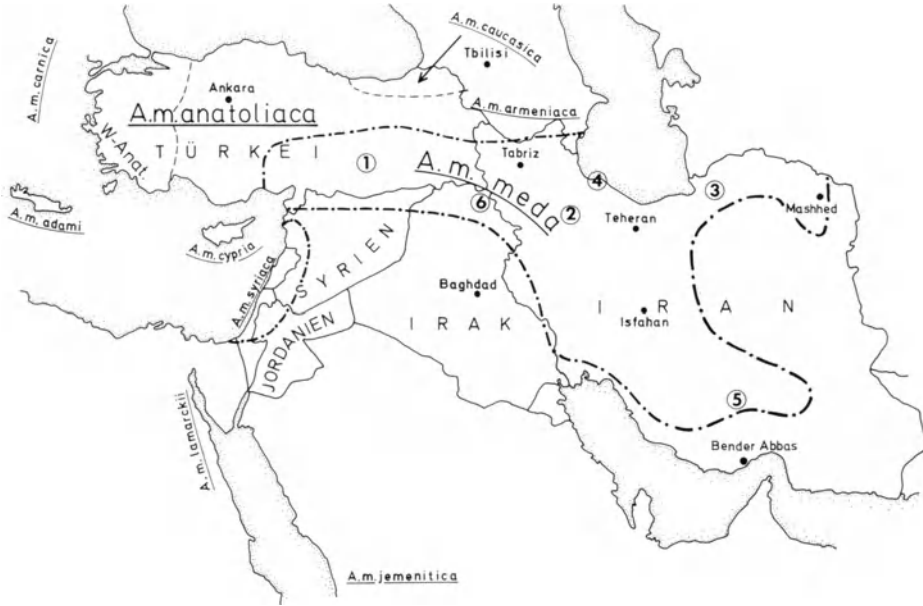 A.m. carnica
A.m. caucasica
Tbilisi
Ankara
A.m. anatoliaca
A.m. armeniaca
W-Anat.
TÜRKEI
①
Tabriz
A. m. meda
④
③
⑥
②
Mashhed
Teheran
A.m. adami
A.m. cypria
A.m. syriaca
SYRIEN
Baghdad
IRAK
IRAN
Isfahan
JORDANIEN
⑤
A.m. lamarckii
Bender Abbas
A.m. jemenitica